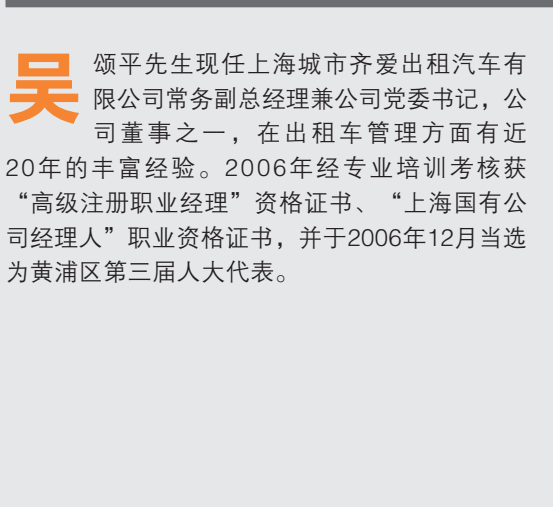 吴颂平先生现任上海城市齐爱出租汽车有
限公司常务副总经理兼公司党委书记，公
司董事之一，在出租车管理方面有近
20年的丰富经验。2006年经专业培训考核获
“高级注册职业经理”资格证书、“上海国有公
司经理人”职业资格证书，并于2006年12月当选
为黄浦区第三届人大代表。